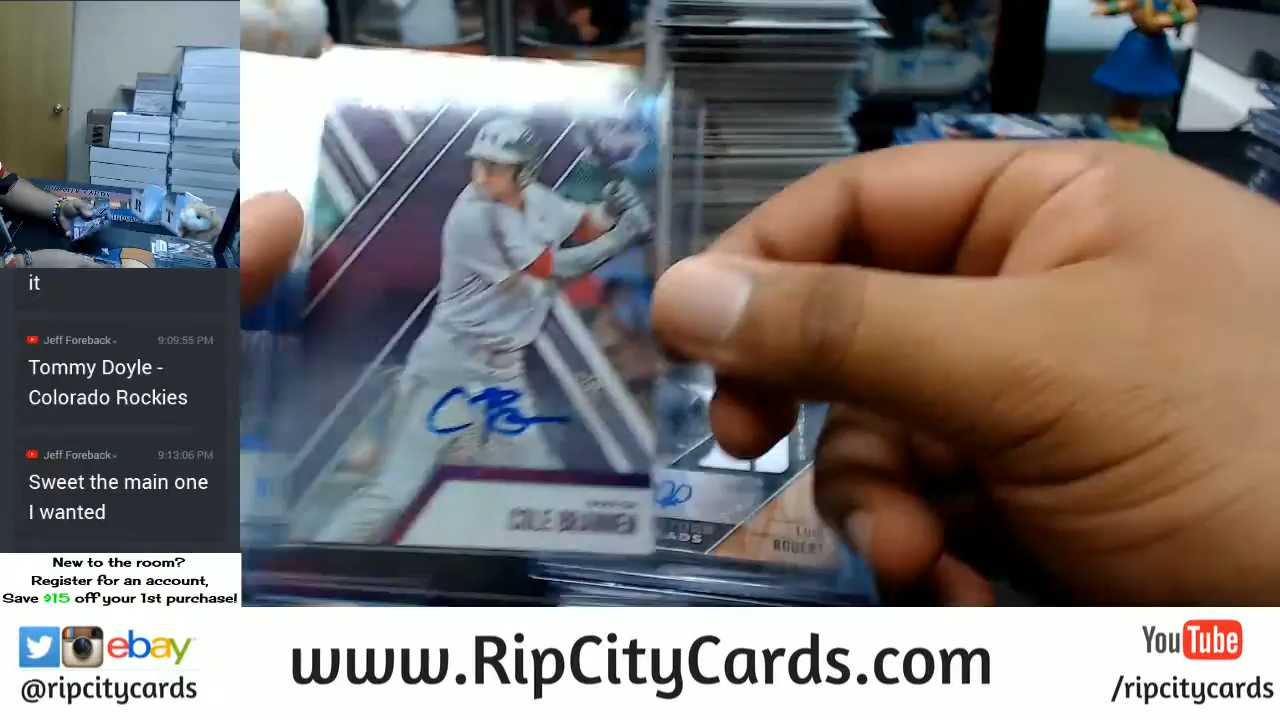 it
Jeff Foreback
9:09:55 PM
Tommy Doyle -
Colorado Rockies
Jeff Foreback
9:13:06 PM
Sweet the main one
I wanted
New to the room?
Register for an account,
Save $15 off your 1st purchase!
COLE BRANNEN
ROBERT
ebay
@ripcitycards
www.RipCityCards.com
YouTube
/ripcitycards